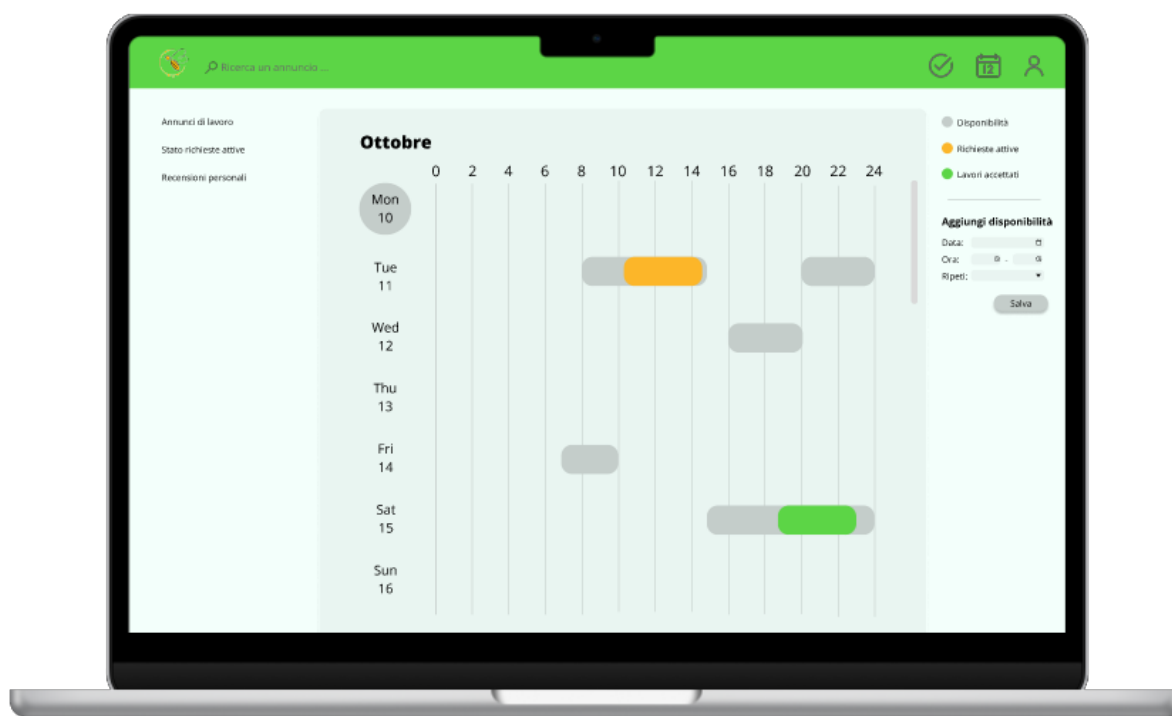 Ricerca un annuncio ...
12
Annunci di lavoro
Stato richieste attive
Recensioni personali
Ottobre
0 2 4 6 8 10 12 14 16 18 20 22 24
Mon
10
Tue
11
Wed
12
Thu
13
Fri
14
Sat
15
Sun
16
Disponibilità
Richieste attive
Lavori accettati
Aggiungi disponibilità
Data:
Ora: -
Ripeti:
Salva